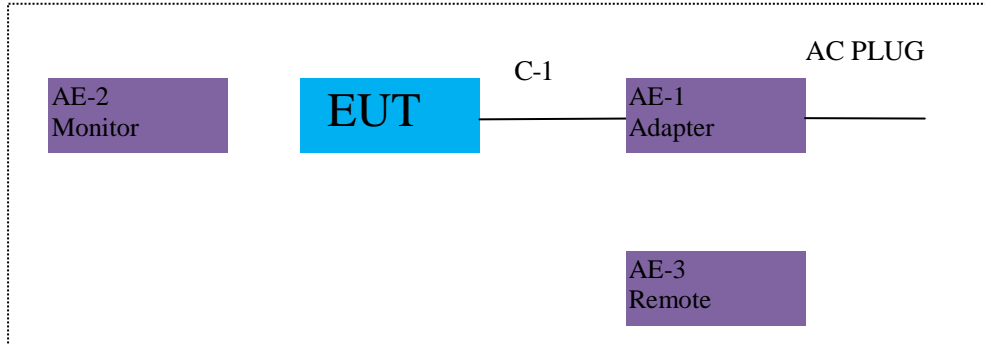 AC PLUG
C-1
AE-2
Monitor
EUT
AE-1
Adapter
AE-3
Remote